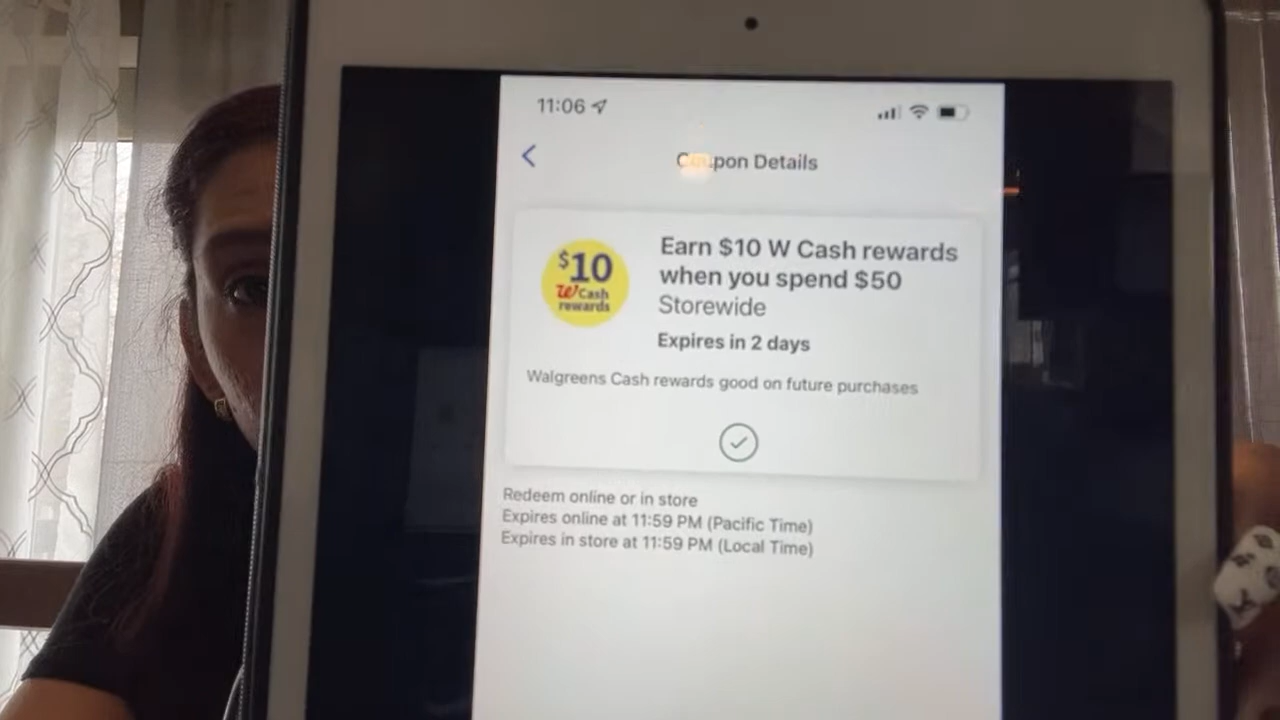 11:06
Coupon Details
$10
W Cash
rewards
Earn $10 W Cash rewards
when you spend $50
Storewide
Expires in 2 days
Walgreens Cash rewards good on future purchases
Redeem online or in store
Expires online at 11:59 PM (Pacific Time)
Expires in store at 11:59 PM (Local Time)